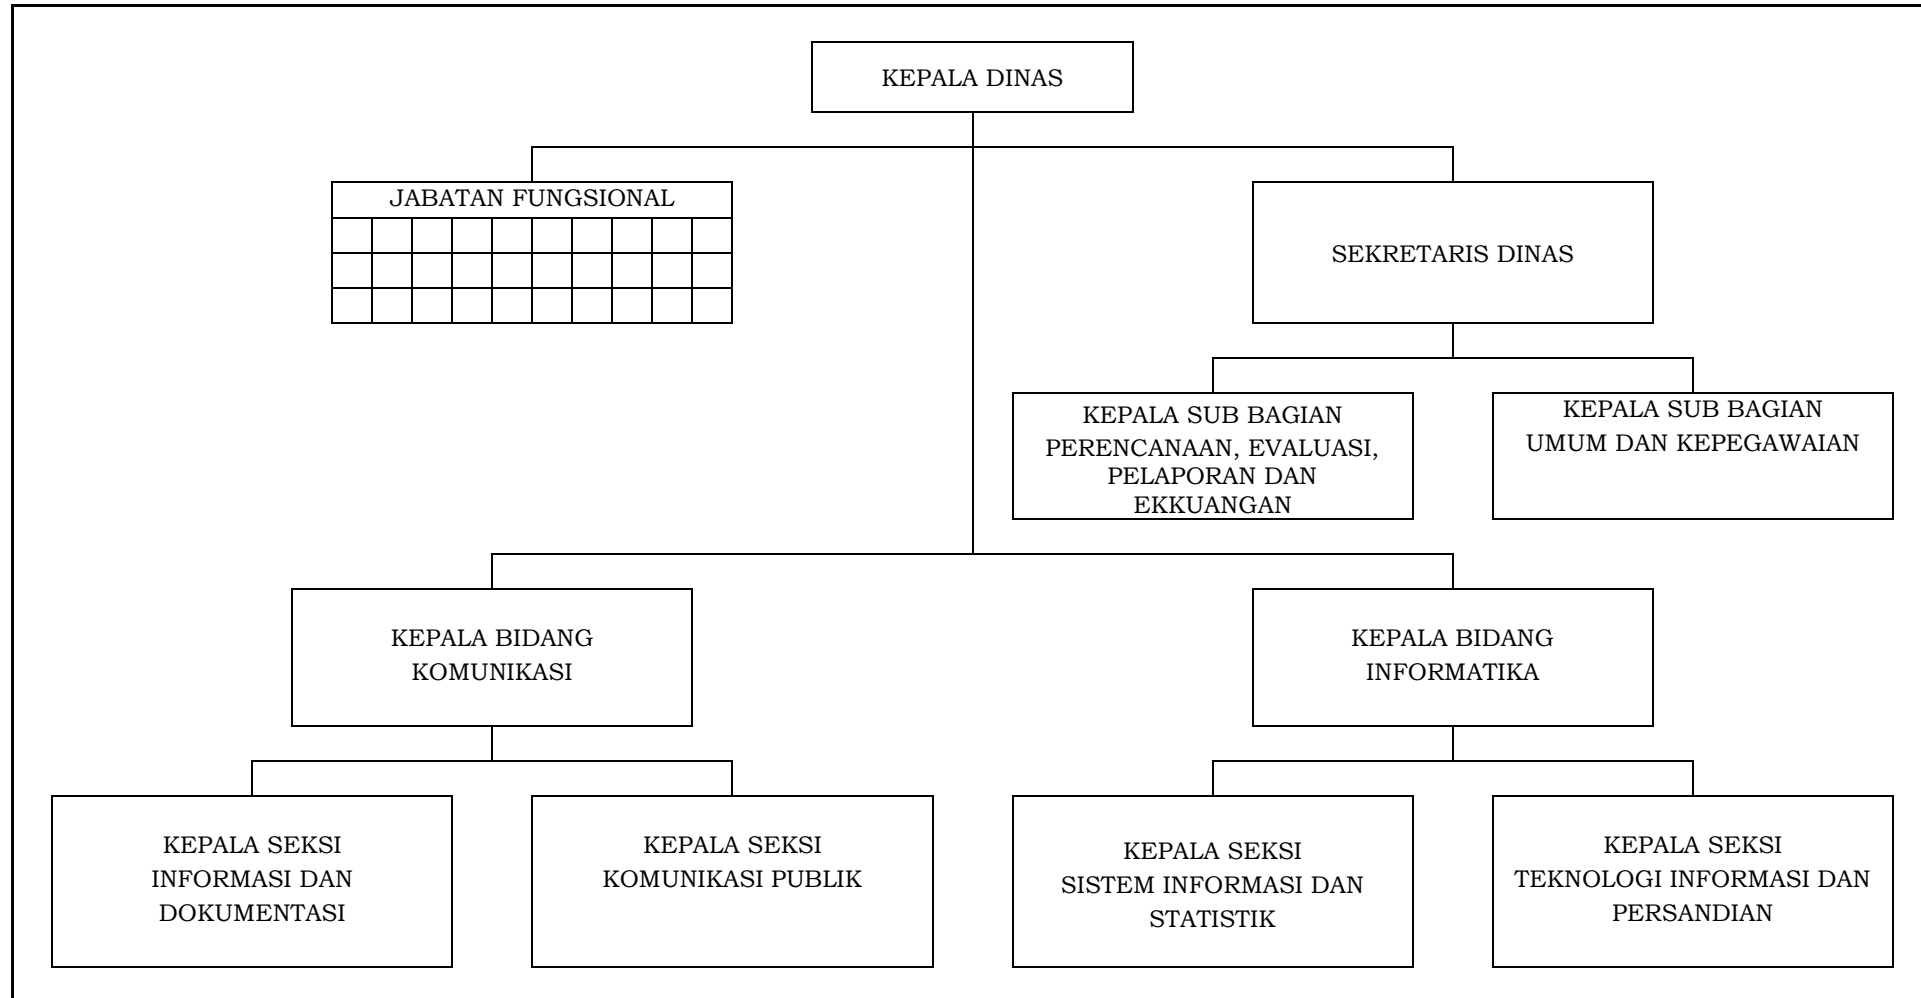 KEPALA DINAS
JABATAN FUNGSIONAL
SEKRETARIS DINAS
KEPALA SUB BAGIAN
PERENCANAAN, EVALUASI,
PELAPORAN DAN
EKKUANGAN
KEPALA SUB BAGIAN
UMUM DAN KEPEGAWAIAN
KEPALA BIDANG
KOMUNIKASI
KEPALA BIDANG
INFORMATIKA
KEPALA SEKSI
INFORMASI DAN
DOKUMENTASI
KEPALA SEKSI
KOMUNIKASI PUBLIK
KEPALA SEKSI
SISTEM INFORMASI DAN
STATISTIK
KEPALA SEKSI
TEKNOLOGI INFORMASI DAN
PERSANDIAN